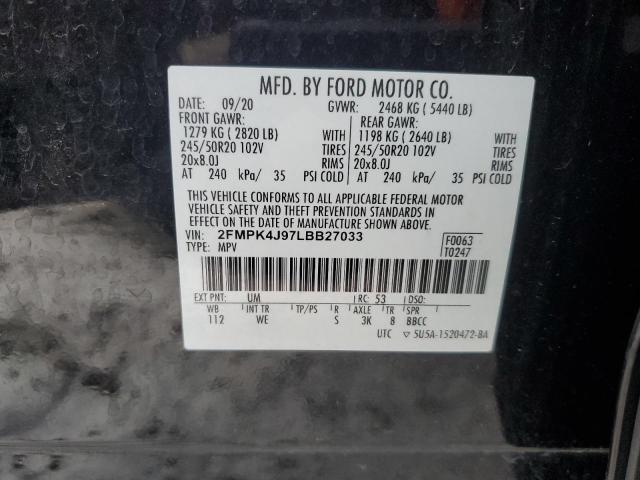 MFD. BY FORD MOTOR CO.
DATE: 09/20 GVWR: 2468 KG ( 5440 LB)
FRONT GAWR: REAR GAWR:
1279 KG ( 2820 LB) WITH 1198 KG ( 2640 LB) WITH
245/50R20 102V TIRES 245/50R20 102V TIRES
20x8.0J RIMS 20x8.0J RIMS
AT 240 kPa/ 35 PSI COLD AT 240 kPa/ 35 PSI COLD
THIS VEHICLE CONFORMS TO ALL APPLICABLE FEDERAL MOTOR
VEHICLE SAFETY AND THEFT PREVENTION STANDARDS IN
EFFECT ON THE DATE OF MANUFACTURE SHOWN ABOVE.
VIN: 2FMPK4J97LBB27033 F0063
TYPE: MPV T0247
EXT PNT: UM RC: 53 DSO:
WB INT TR TP/PS R AXLE TR SPR
112 WE S 3K 8 BBCC
UTC 5U5A-1520472-BA